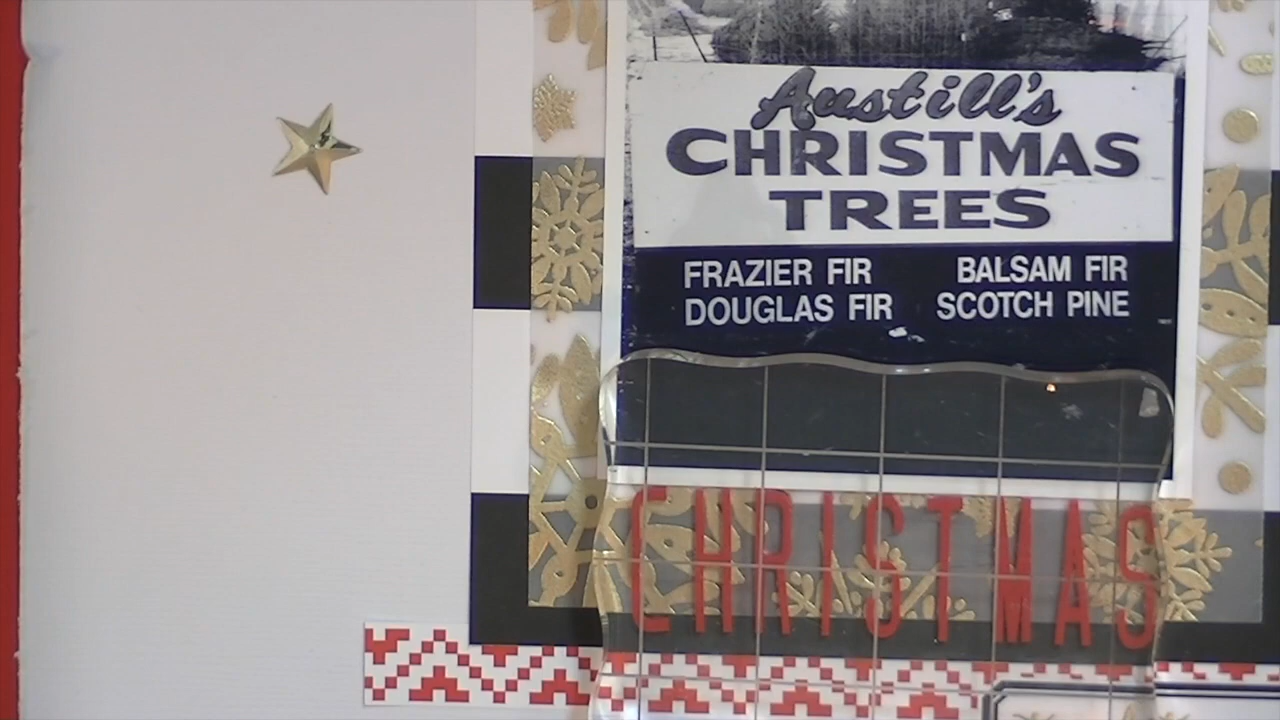 Austill's
CHRISTMAS
TREES
FRAZIER FIR BALSAM FIR
DOUGLAS FIR SCOTCH PINE
CHRISTMAS